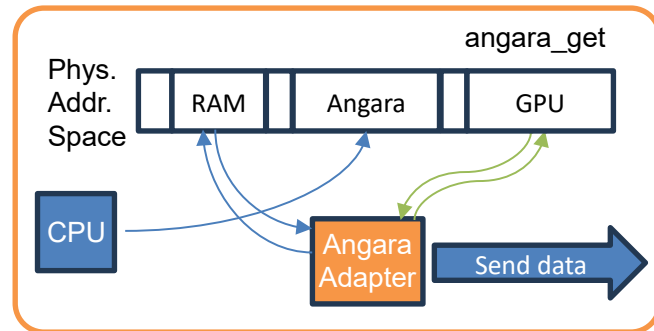 angara_get
Phys.
Addr.
Space
RAM
Angara
GPU
CPU
Angara
Adapter
Send data